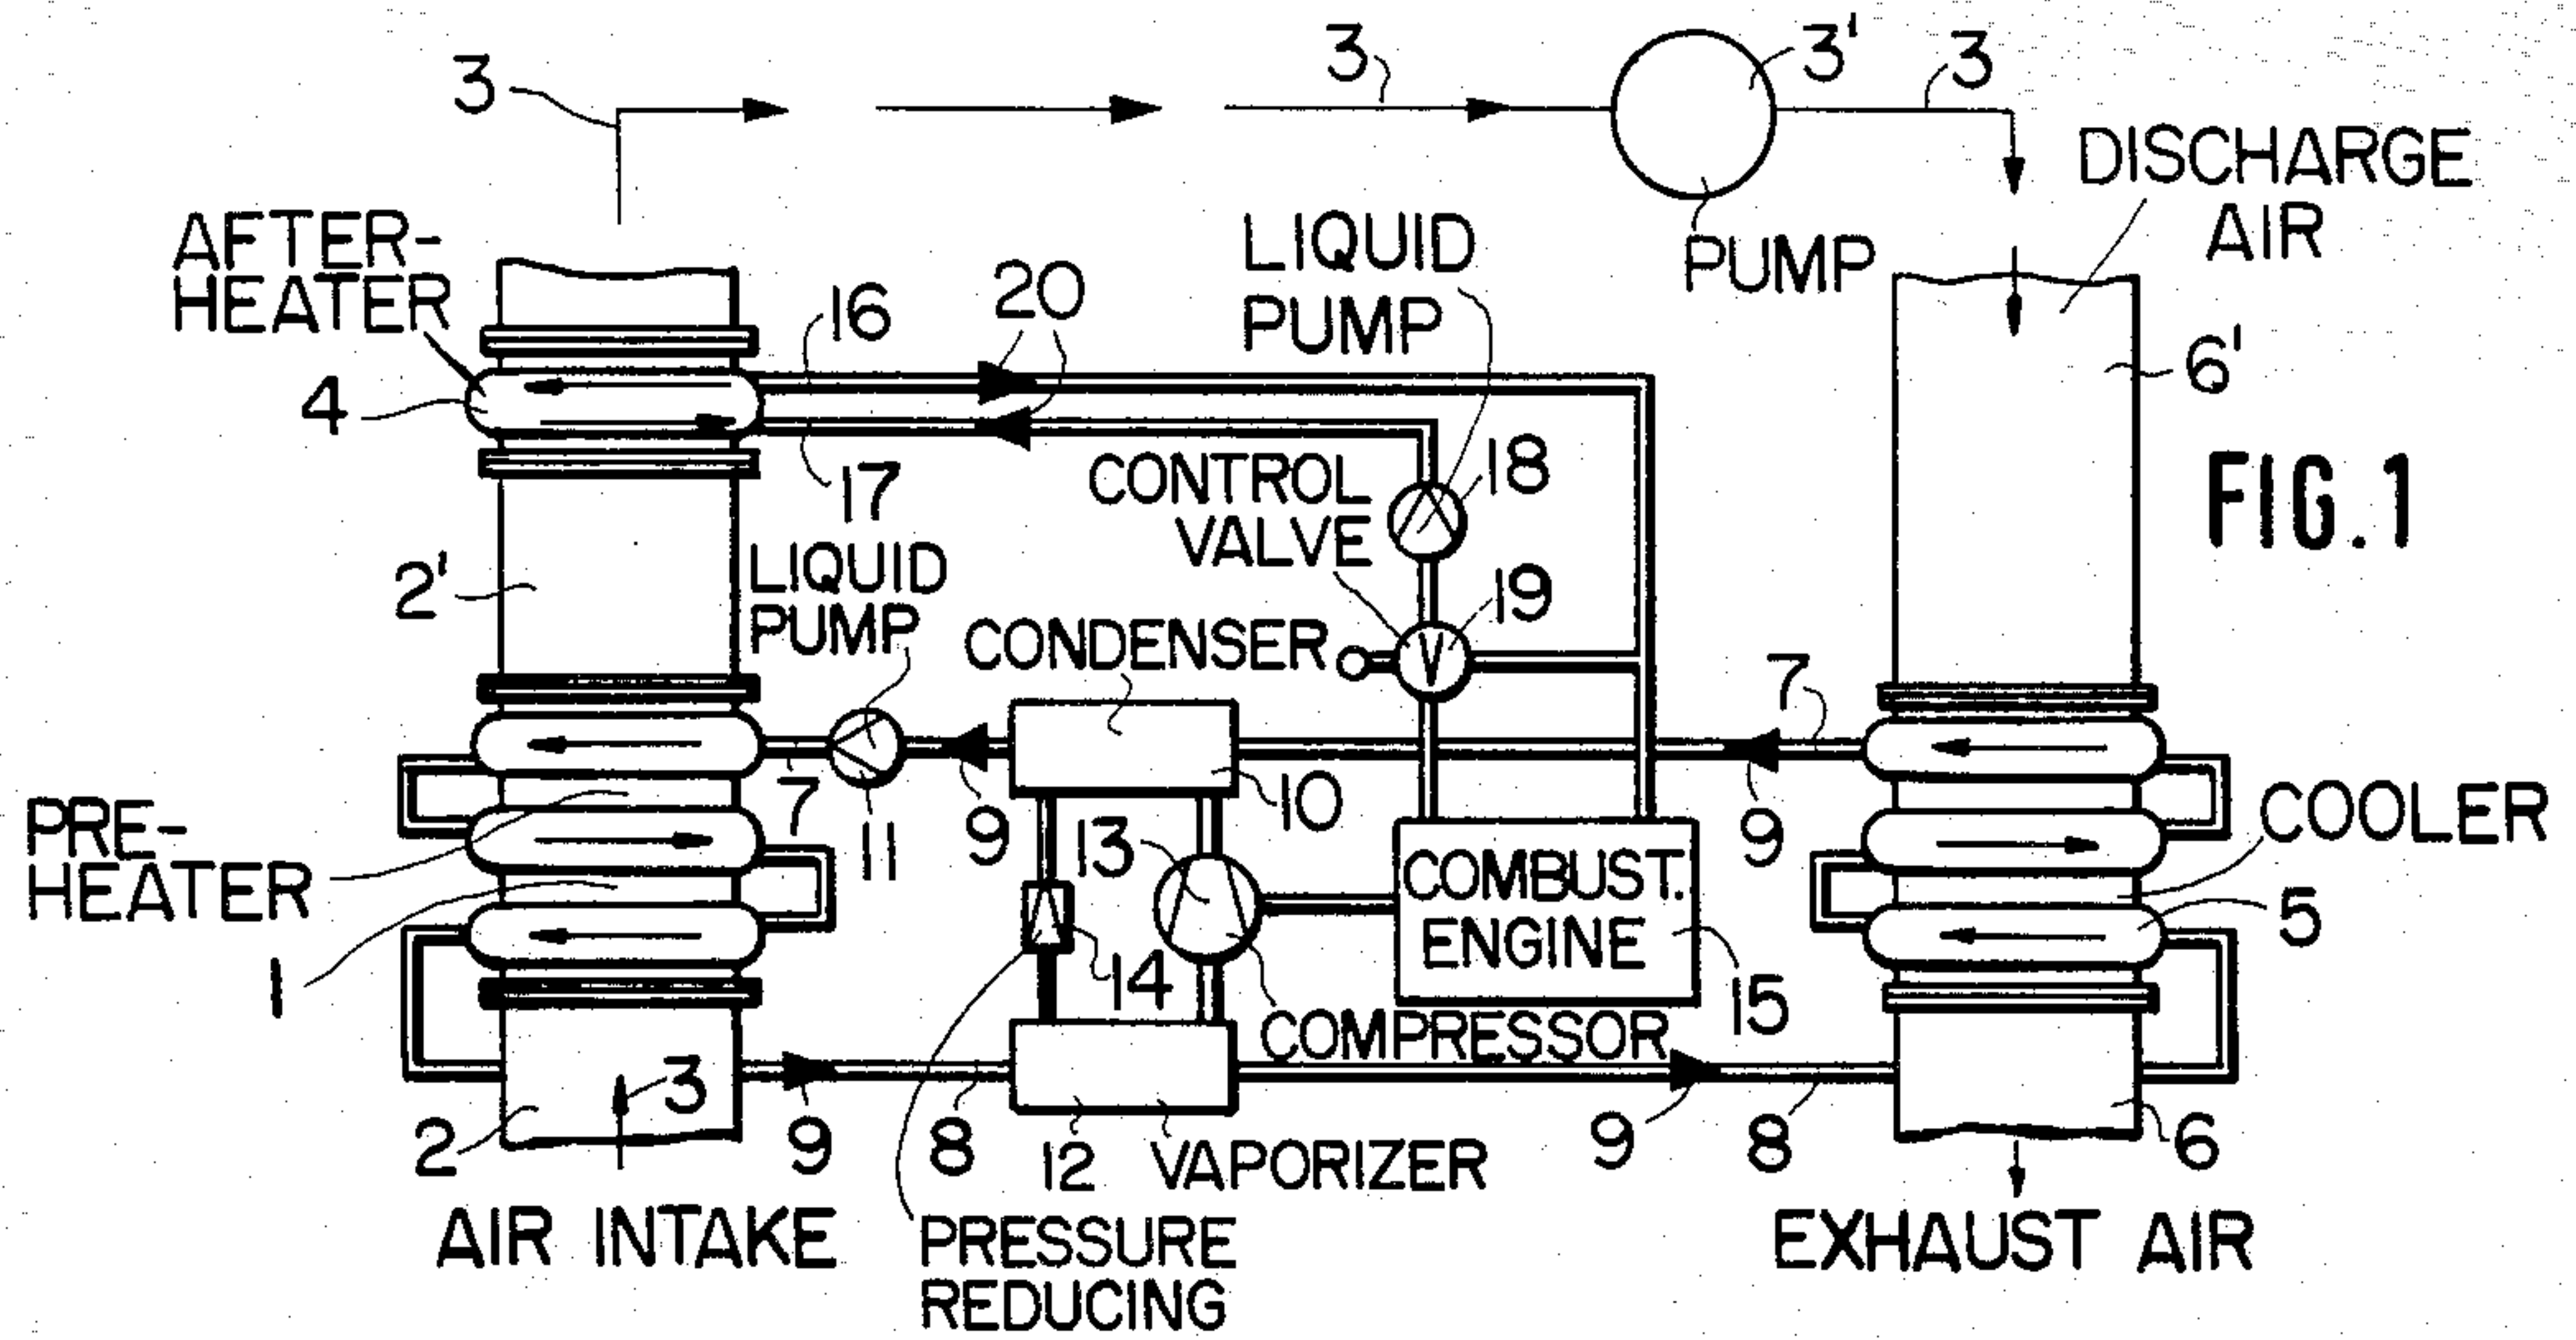 3
3
3'
3
DISCHARGE
AIR
PUMP
LIQUID
PUMP
AFTER-
HEATER
16
20
6'
4
17
CONTROL
VALVE
18
FIG.1
2'
LIQUID
PUMP
19
CONDENSER
V
7
7
9
10
9
11
13
PRE-
HEATER
COOLER
COMBUST.
ENGINE
5
1
14
15
COMPRESSOR
3
2
9
8
12
VAPORIZER
9
8
6
AIR INTAKE
PRESSURE
REDUCING
EXHAUST AIR